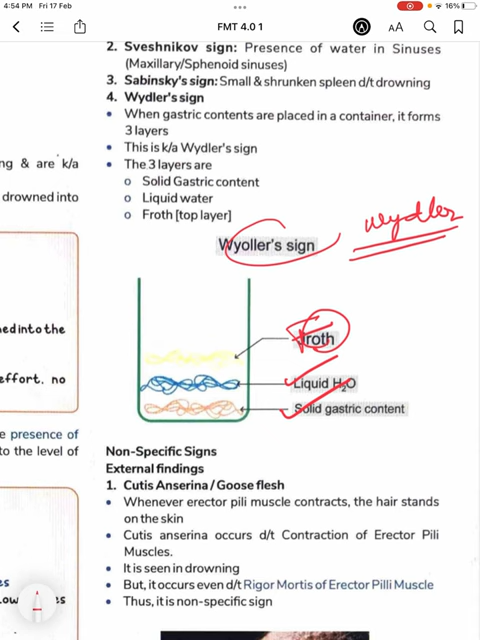 4:54 PM Fri 17 Feb
16%
FMT 4.0 1
AA
2. Sveshnikov sign: Presence of water in Sinuses
(Maxillary/Sphenoid sinuses)
3. Sabinsky's sign: Small & shrunken spleen d/t drowning
4. Wydler's sign
• When gastric contents are placed in a container, it forms
3 layers
• This is k/a Wydler's sign
ng & are k/a
• The 3 layers are
o Solid Gastric content
drowned into
o Liquid water
o Froth [top layer]
Wydler
Wyoller's sign
ned into the
Froth
effort, no
Liquid H₂O
Solid gastric content
e presence of
to the level of
Non-Specific Signs
External findings
1. Cutis Anserina / Goose flesh
• Whenever erector pili muscle contracts, the hair stands
on the skin
• Cutis anserina occurs d/t Contraction of Erector Pili
Muscles.
• It is seen in drowning
• But, it occurs even d/t Rigor Mortis of Erector Pilli Muscle
• Thus, it is non-specific sign